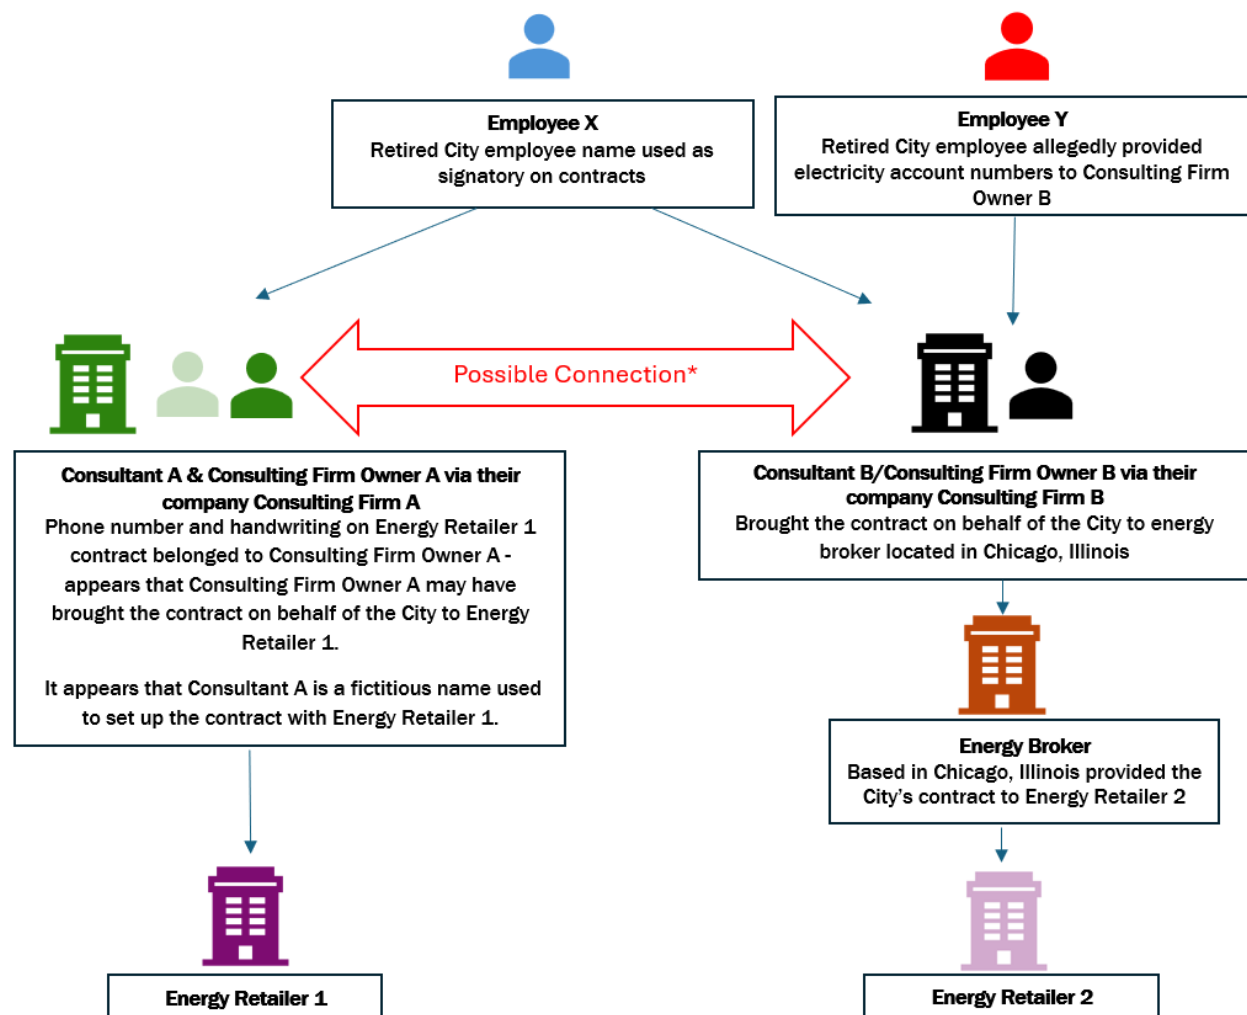 Employee X
Retired City employee name used as
signatory on contracts
Employee Y
Retired City employee allegedly provided
electricity account numbers to Consulting Firm
Owner B
Possible Connection*
Consultant A & Consulting Firm Owner A via their
company Consulting Firm A
Phone number and handwriting on Energy Retailer 1
contract belonged to Consulting Firm Owner A -
appears that Consulting Firm Owner A may have
brought the contract on behalf of the City to Energy
Retailer 1.
It appears that Consultant A is a fictitious name used
to set up the contract with Energy Retailer 1.
Consultant B/Consulting Firm Owner B via their
company Consulting Firm B
Brought the contract on behalf of the City to energy
broker located in Chicago, Illinois
Energy Broker
Based in Chicago, Illinois provided the
City's contract to Energy Retailer 2
Energy Retailer 1
Energy Retailer 2